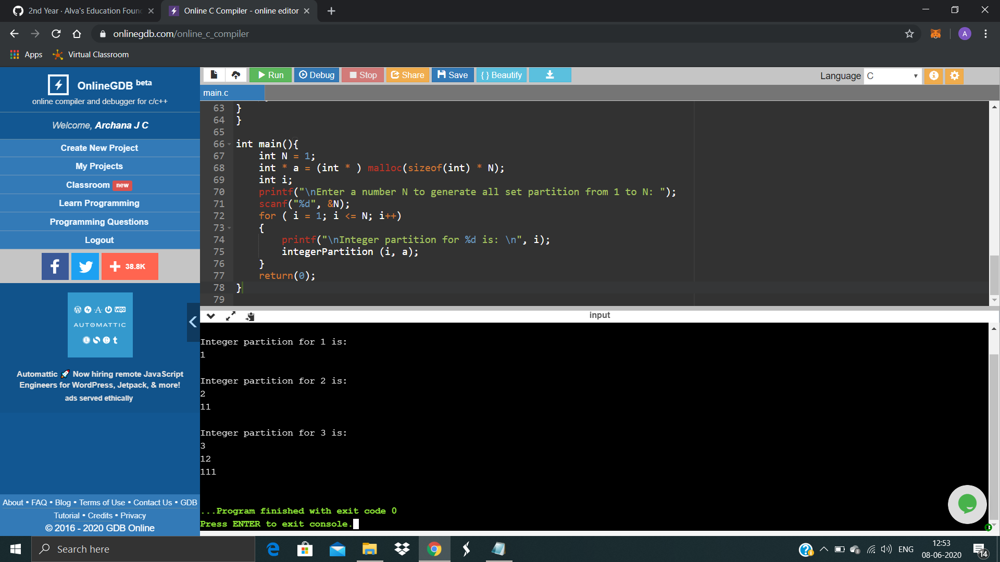 2nd Year · Alva's Education Foun
Online C Compiler - online editor
onlinegdb.com/online_c_compiler
A
Apps
Virtual Classroom
OnlineGDB beta
online compiler and debugger for c/c++
Welcome, Archana J C
Create New Project
My Projects
Classroom new
Learn Programming
Programming Questions
Logout
38.8K
AUTOMATTIC
Automattic 🚀 Now hiring remote JavaScript
Engineers for WordPress, Jetpack, & more!
ads served ethically
About • FAQ • Blog • Terms of Use • Contact Us • GDB
Tutorial • Credits • Privacy
© 2016 - 2020 GDB Online
Run
Debug
Stop
Share
Save
{ } Beautify
Language C
main.c
63 }
64 }
65
66 int main(){
67     int N = 1;
68     int * a = (int * ) malloc(sizeof(int) * N);
69     int i;
70     printf("\nEnter a number N to generate all set partition from 1 to N: ");
71     scanf("%d", &N);
72     for ( i = 1; i <= N; i++)
73     {
74         printf("\nInteger partition for %d is: \n", i);
75         integerPartition (i, a);
76     }
77     return(0);
78 }
79
input
Integer partition for 1 is:
1
Integer partition for 2 is:
2
11
Integer partition for 3 is:
3
12
111
...Program finished with exit code 0
Press ENTER to exit console.
Search here
ENG
12:53
08-06-2020
14